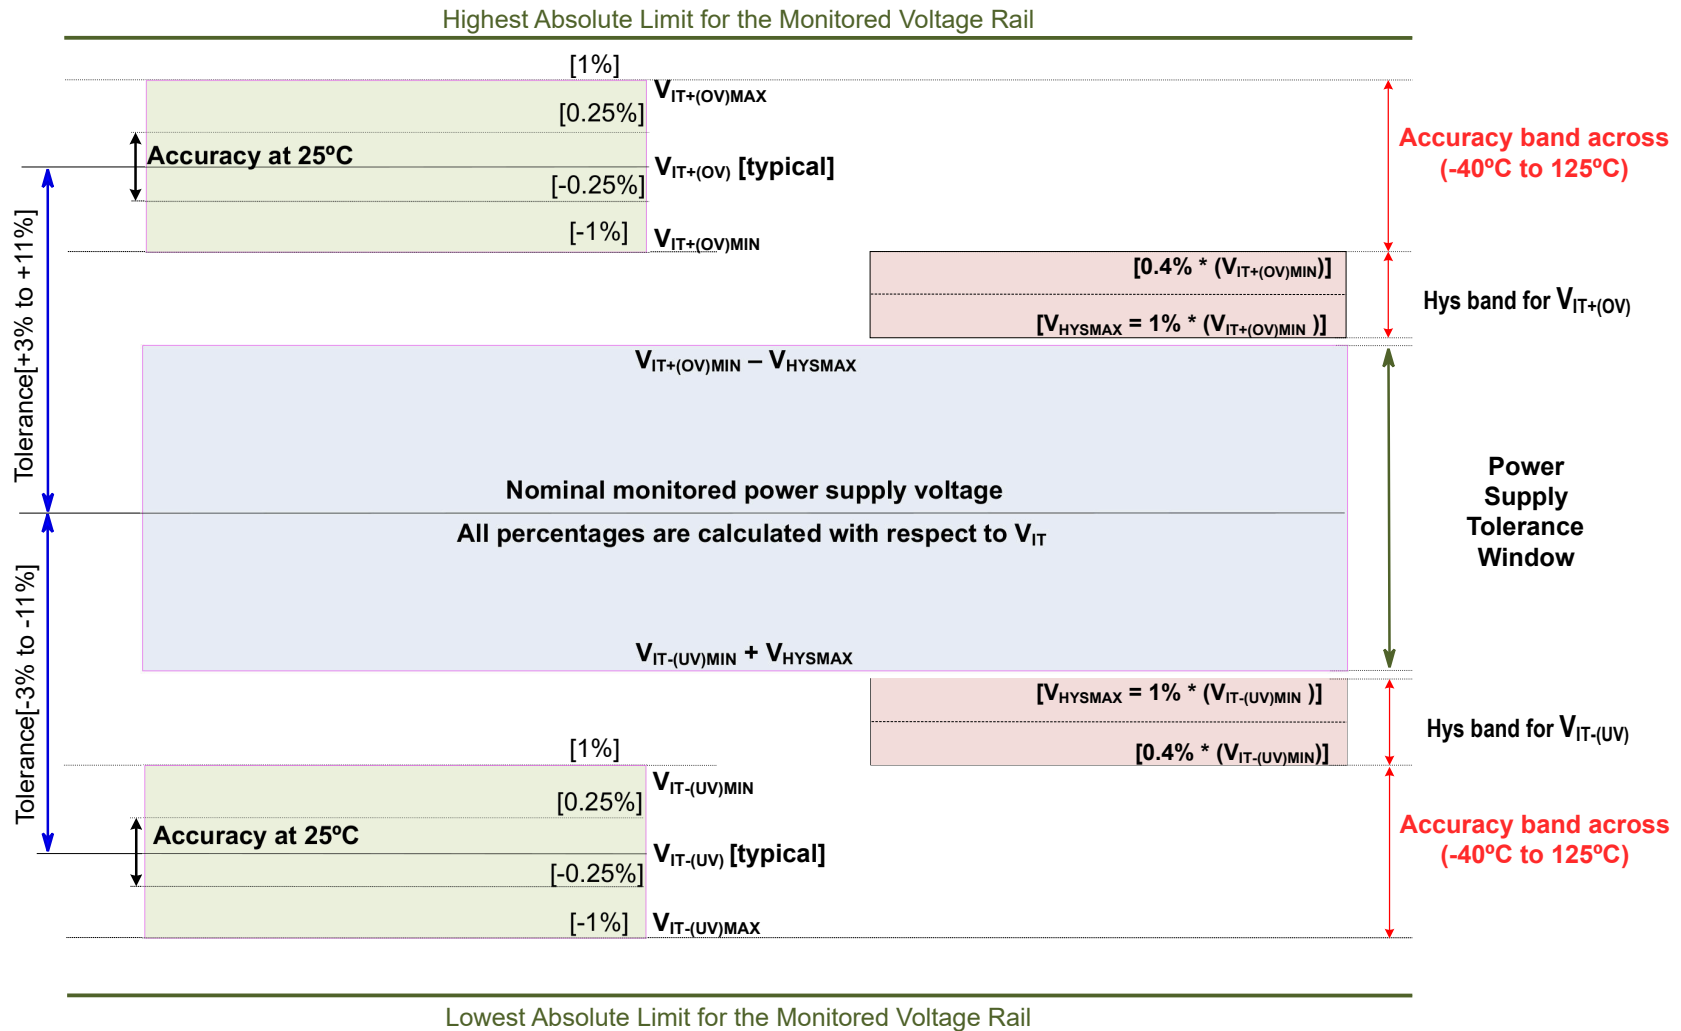 Highest Absolute Limit for the Monitored Voltage Rail
[1%]
VIT+(OV)MAX
[0.25%]
Accuracy at 25ºC
VIT+(OV) [typical]
[-0.25%]
[-1%]
VIT+(OV)MIN
Accuracy band across
(-40ºC to 125ºC)
Tolerance[+3% to +11%]
[0.4% * (VIT+(OV)MIN)]
[VHYSMAX = 1% * (VIT+(OV)MIN )]
Hys band for VIT+(OV)
VIT+(OV)MIN – VHYSMAX
Nominal monitored power supply voltage
All percentages are calculated with respect to VIT
Power
Supply
Tolerance
Window
VIT-(UV)MIN + VHYSMAX
Tolerance[-3% to -11%]
[VHYSMAX = 1% * (VIT-(UV)MIN )]
[0.4% * (VIT-(UV)MIN)]
Hys band for VIT-(UV)
[1%]
VIT-(UV)MIN
[0.25%]
Accuracy at 25ºC
VIT-(UV) [typical]
[-0.25%]
[-1%]
VIT-(UV)MAX
Accuracy band across
(-40ºC to 125ºC)
Lowest Absolute Limit for the Monitored Voltage Rail